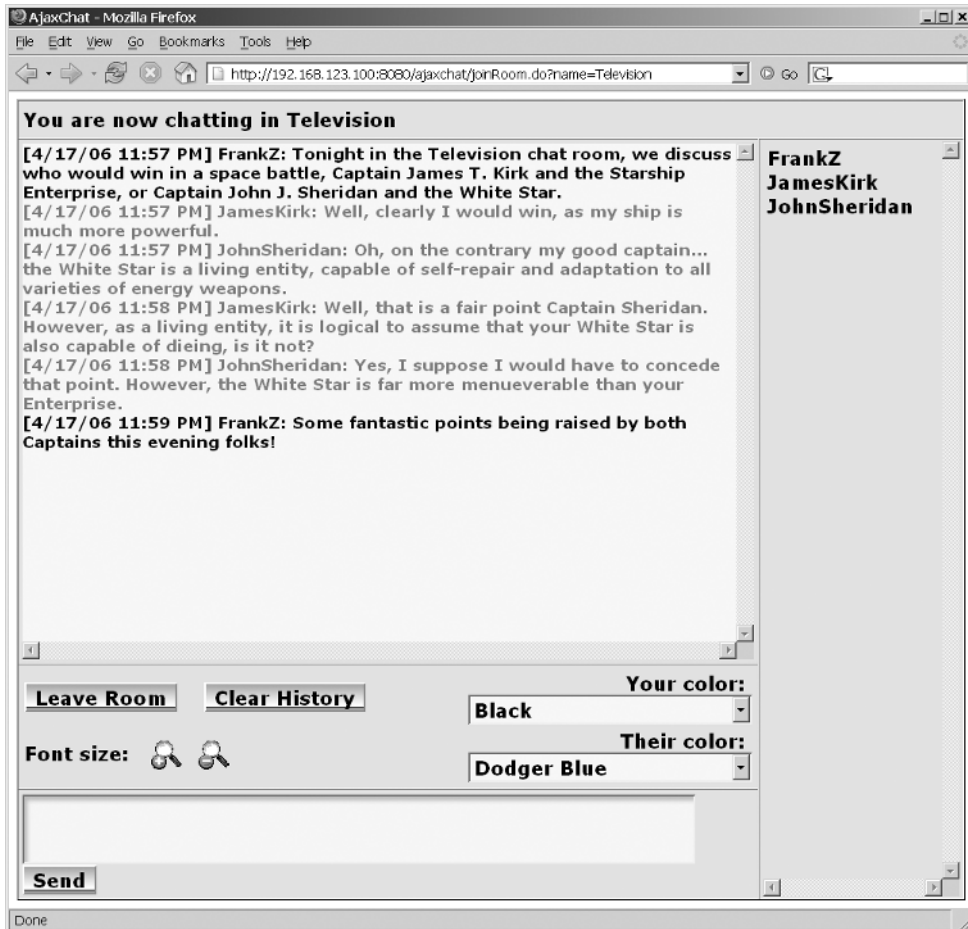 AjaxChat - Mozilla Firefox
File Edit View Go Bookmarks Tools Help
http://192.168.123.100:8080/ajaxchat/joinRoom.do?name=Television Go G
You are now chatting in Television
[4/17/06 11:57 PM] FrankZ: Tonight in the Television chat room, we discuss
who would win in a space battle, Captain James T. Kirk and the Starship
Enterprise, or Captain John J. Sheridan and the White Star.
[4/17/06 11:57 PM] JamesKirk: Well, clearly I would win, as my ship is
much more powerful.
[4/17/06 11:57 PM] JohnSheridan: Oh, on the contrary my good captain...
the White Star is a living entity, capable of self-repair and adaptation to all
varieties of energy weapons.
[4/17/06 11:58 PM] JamesKirk: Well, that is a fair point Captain Sheridan.
However, as a living entity, it is logical to assume that your White Star is
also capable of dieing, is it not?
[4/17/06 11:58 PM] JohnSheridan: Yes, I suppose I would have to concede
that point. However, the White Star is far more menueverable than your
Enterprise.
[4/17/06 11:59 PM] FrankZ: Some fantastic points being raised by both
Captains this evening folks!
FrankZ
JamesKirk
JohnSheridan
Leave Room Clear History
Your color:
Black
Font size:
Their color:
Dodger Blue
Send
Done